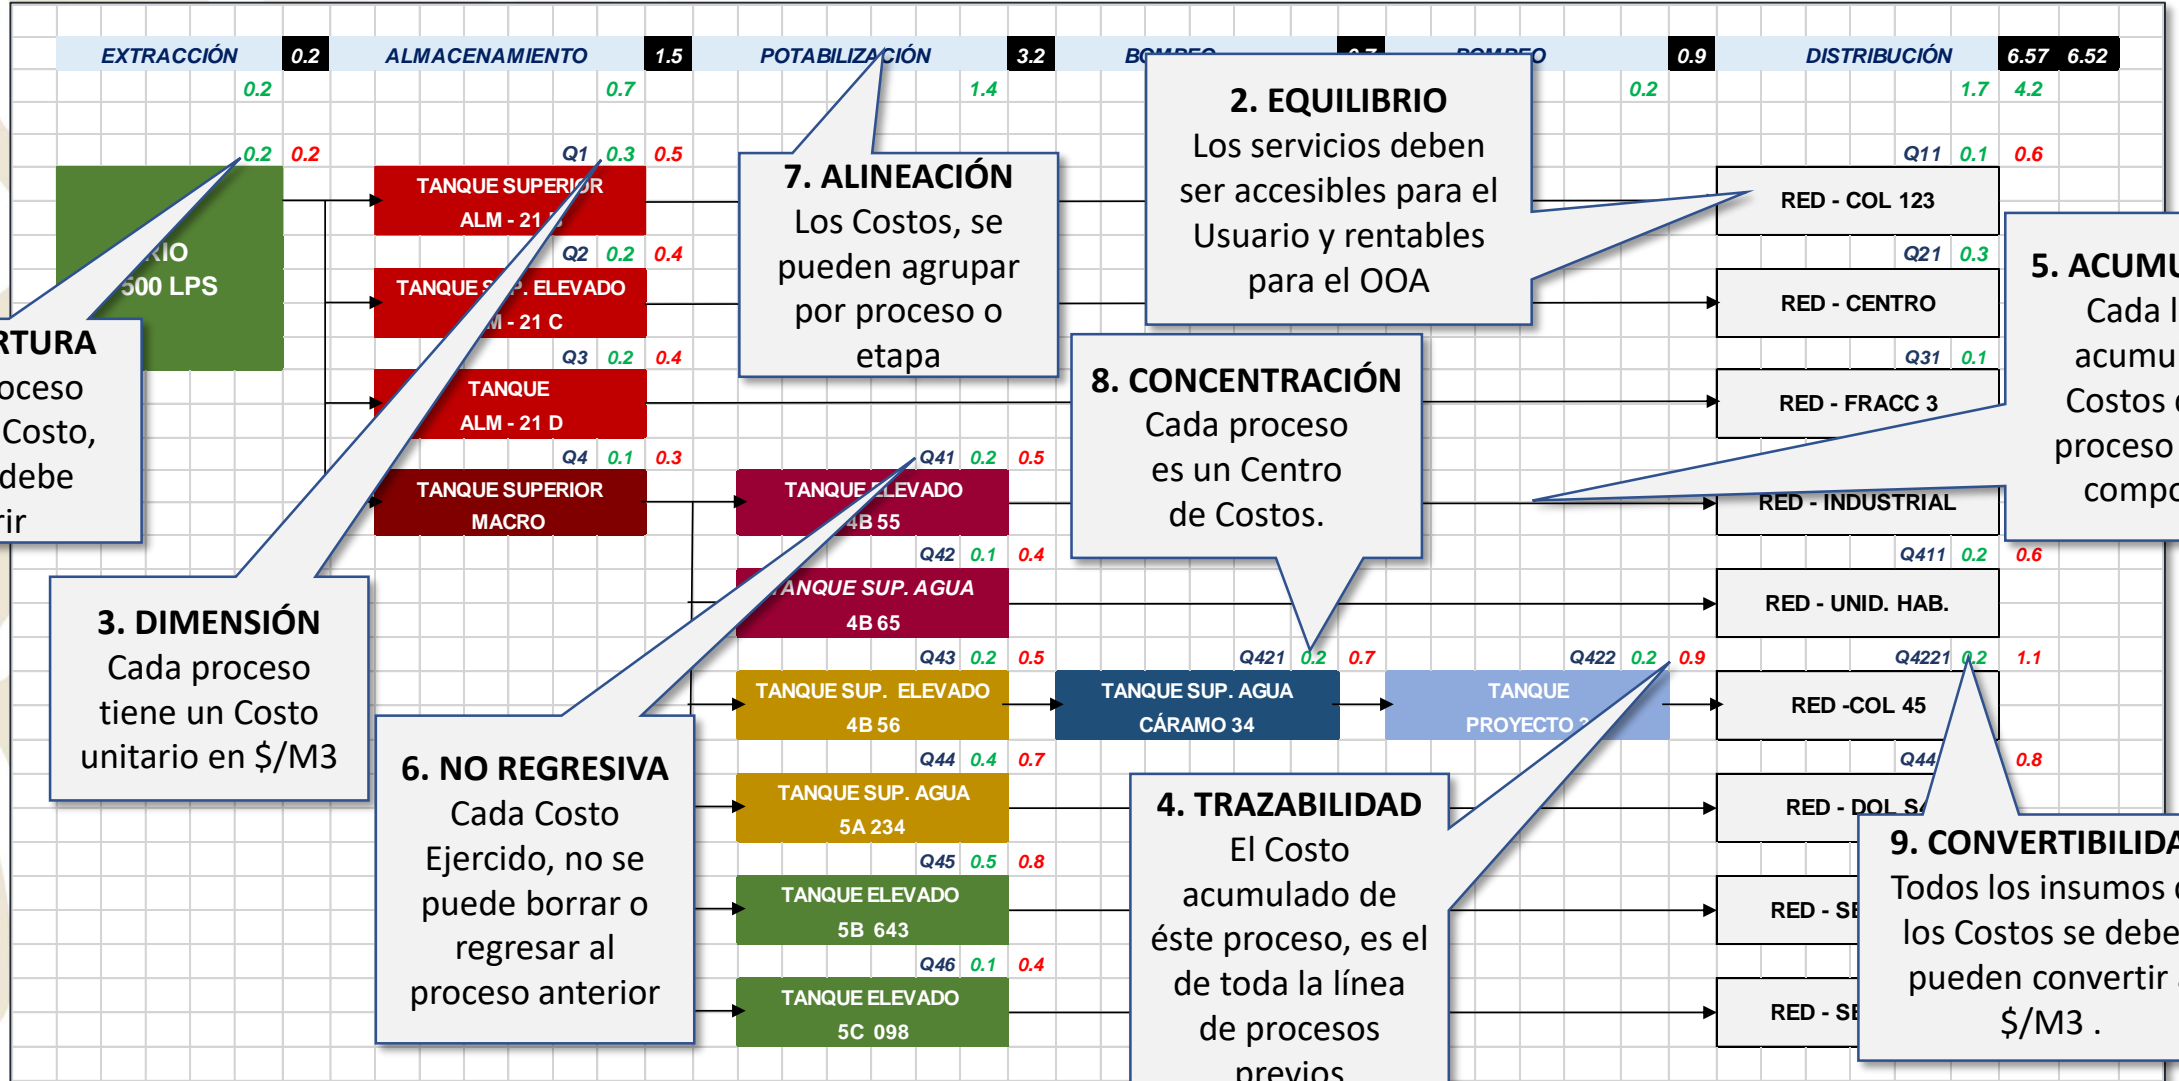 EXTRACCIÓN 0.2 ALMACENAMIENTO 1.5 POTABILIZACIÓN 3.2 0.9 DISTRIBUCIÓN 6.57 6.52
0.2 0.7 1.4 0.2 1.7 4.2
0.2 0.2 Q1 0.3 0.5 Q11 0.1 0.6
TANQUE SUPERIOR
ALM - 21
RED - COL 123
Q2 0.2 0.4 Q21 0.3
RIO
500 LPS
ELEVADO
- 21 C
RED - CENTRO
Q3 0.2 0.4 Q31 0.1
TANQUE
ALM - 21 D
RED - FRACC 3
Q4 0.1 0.3 Q41 0.2 0.5
TANQUE SUPERIOR
MACRO
TANQUE ELEVADO
4B 55
RED - INDUSTRIAL
Q42 0.1 0.4 Q411 0.2 0.6
TANQUE SUP. AGUA
4B 65
RED - UNID. HAB.
Q43 0.2 0.5 Q421 0.2 0.7 Q422 0.2 0.9 Q4221 0.2 1.1
TANQUE SUP. ELEVADO
4B 56
TANQUE SUP. AGUA
CÁRAMO 34
TANQUE
PROYECTO
RED -COL 45
Q44 0.4 0.7 Q44 0.8
TANQUE SUP. AGUA
5A 234
RED - DOL
Q45 0.5 0.8
TANQUE ELEVADO
5B 643
RED - SE
Q46 0.1 0.4
TANQUE ELEVADO
5C 098
RED - SE
RTURA
oceso
Costo,
debe
rir
2. EQUILIBRIO
Los servicios deben
ser accesibles para el
Usuario y rentables
para el OOA
3. DIMENSIÓN
Cada proceso
tiene un Costo
unitario en $/M3
4. TRAZABILIDAD
El Costo
acumulado de
éste proceso, es el
de toda la línea
de procesos
previos
5. ACUMU
Cada l
acumu
Costos
proceso
compo
6. NO REGRESIVA
Cada Costo
Ejercido, no se
puede borrar o
regresar al
proceso anterior
7. ALINEACIÓN
Los Costos, se
pueden agrupar
por proceso o
etapa
8. CONCENTRACIÓN
Cada proceso
es un Centro
de Costos.
9. CONVERTIBILIDA
Todos los insumos
los Costos se debe
pueden convertir
$/M3 .